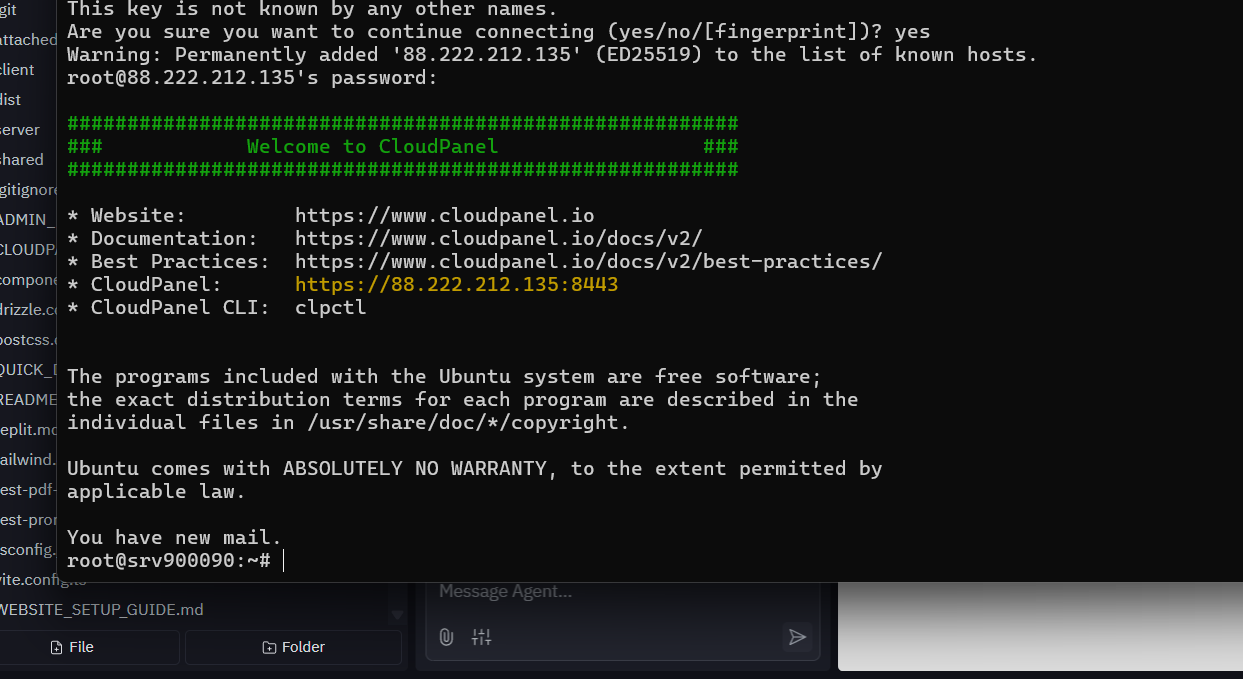 This key is not known by any other names.
Are you sure you want to continue connecting (yes/no/[fingerprint])? yes
Warning: Permanently added '88.222.212.135' (ED25519) to the list of known hosts.
root@88.222.212.135's password:
########################################################
###            Welcome to CloudPanel                 ###
########################################################
* Website:         https://www.cloudpanel.io
* Documentation:   https://www.cloudpanel.io/docs/v2/
* Best Practices:  https://www.cloudpanel.io/docs/v2/best-practices/
* CloudPanel:      https://88.222.212.135:8443
* CloudPanel CLI:  clpctl
The programs included with the Ubuntu system are free software;
the exact distribution terms for each program are described in the
individual files in /usr/share/doc/*/copyright.
Ubuntu comes with ABSOLUTELY NO WARRANTY, to the extent permitted by
applicable law.
You have new mail.
root@srv900090:~#
git
attached
client
dist
server
shared
gitignore
ADMIN_
CLOUDPA
compone
drizzle.co
postcss.
QUICK_D
README
replit.md
tailwind.
test-pdf-
test-pro
tsconfig.
vite.config.ts
WEBSITE_SETUP_GUIDE.md
File
Folder
Message Agent...